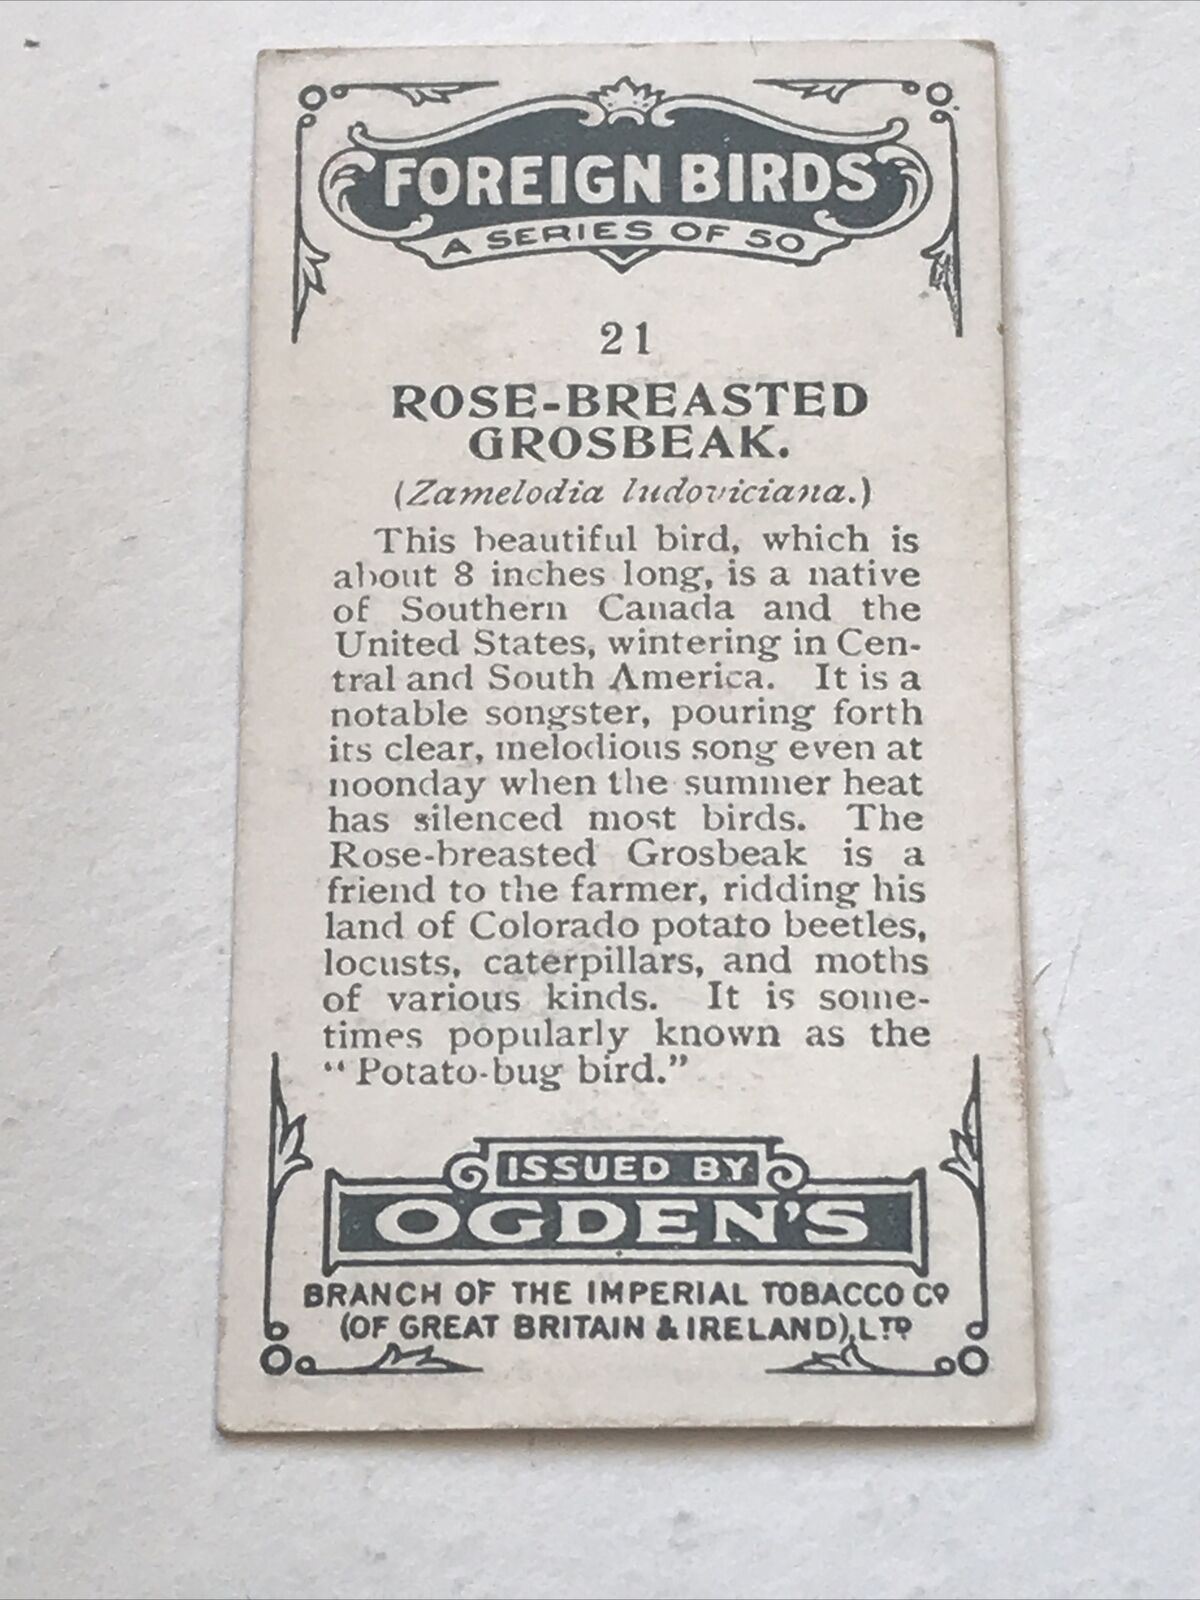 FOREIGN BIRDS
A SERIES OF 50
21
ROSE-BREASTED
GROSBEAK.
(Zamelodia ludoviciana.)
This beautiful bird, which is
about 8 inches long, is a native
of Southern Canada and the
United States, wintering in Cen-
tral and South America. It is a
notable songster, pouring forth
its clear, melodious song even at
noonday when the summer heat
has silenced most birds. The
Rose-breasted Grosbeak is a
friend to the farmer, ridding his
land of Colorado potato beetles,
locusts, caterpillars, and moths
of various kinds. It is some-
times popularly known as the
"Potato-bug bird."
ISSUED BY
OGDEN'S
BRANCH OF THE IMPERIAL TOBACCO Co
(OF GREAT BRITAIN & IRELAND), LTD